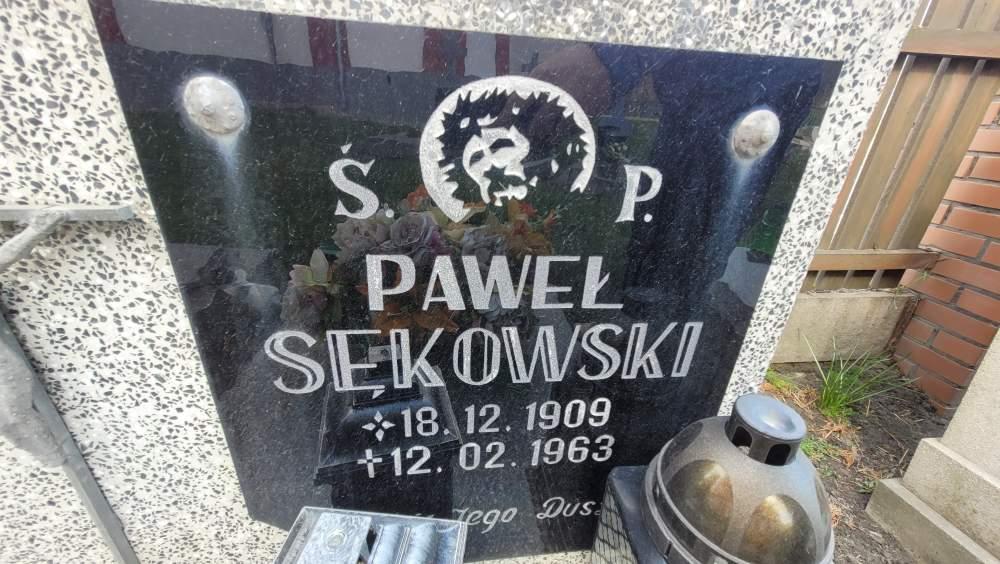 Ś. P.
PAWEŁ
SĘKOWSKI
18. 12. 1909
12. 02. 1963
Jego